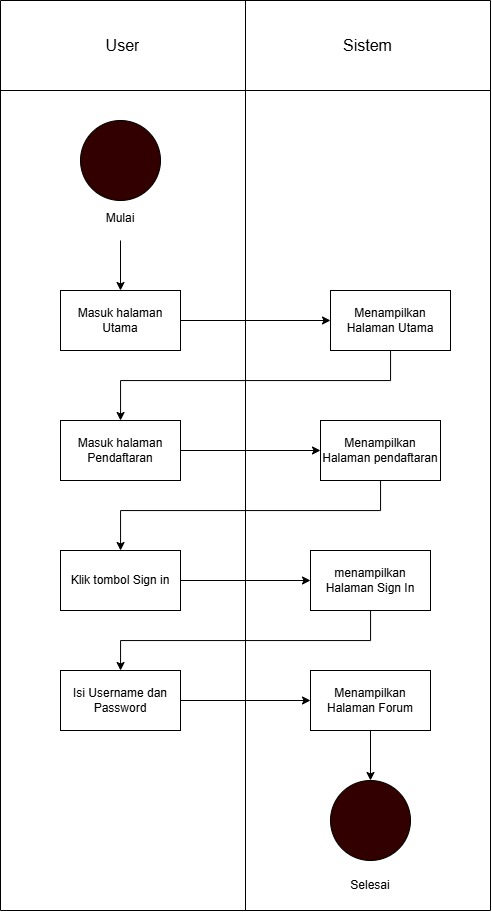 User
Sistem
Mulai
Masuk halaman
Utama
Menampilkan
Halaman Utama
Masuk halaman
Pendaftaran
Menampilkan
Halaman pendaftaran
Klik tombol Sign in
menampilkan
Halaman Sign In
Isi Username dan
Password
Menampilkan
Halaman Forum
Selesai